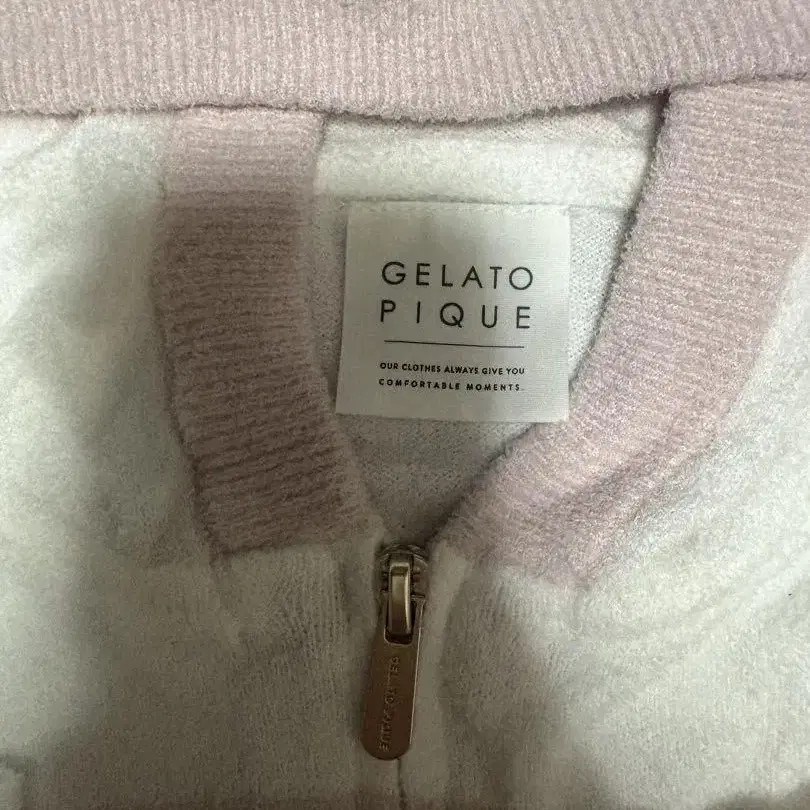 GELATO
PIQUE
OUR CLOTHES ALWAYS GIVE YOU
COMFORTABLE MOMENTS.